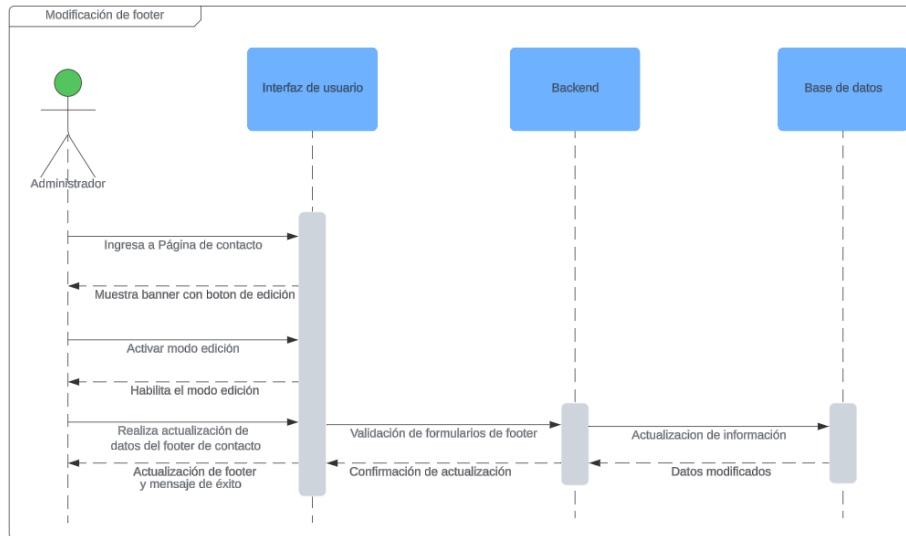 Modificación de footer
Interfaz de usuario
Backend
Base de datos
Administrador
Ingresa a Página de contacto
Muestra banner con boton de edición
Activar modo edición
Habilita el modo edición
Realiza actualización de
datos del footer de contacto
Validación de formularios de footer
Actualizacion de información
Actualización de footer
y mensaje de éxito
Confirmación de actualización
Datos modificados